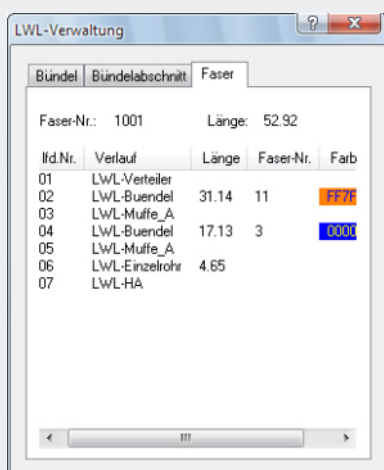 LWL-Verwaltung
Bündel Bündelabschnitt Faser
Faser-Nr.: 1001 Länge: 52.92
lfd.Nr. Verlauf Länge Faser-Nr. Farb
01 LWL-Verteiler
02 LWL-Buendel 31.14 11 FF7F
03 LWL-Muffe_A
04 LWL-Buendel 17.13 3 0000
05 LWL-Muffe_A
06 LWL-Einzelrohr 4.65
07 LWL-HA